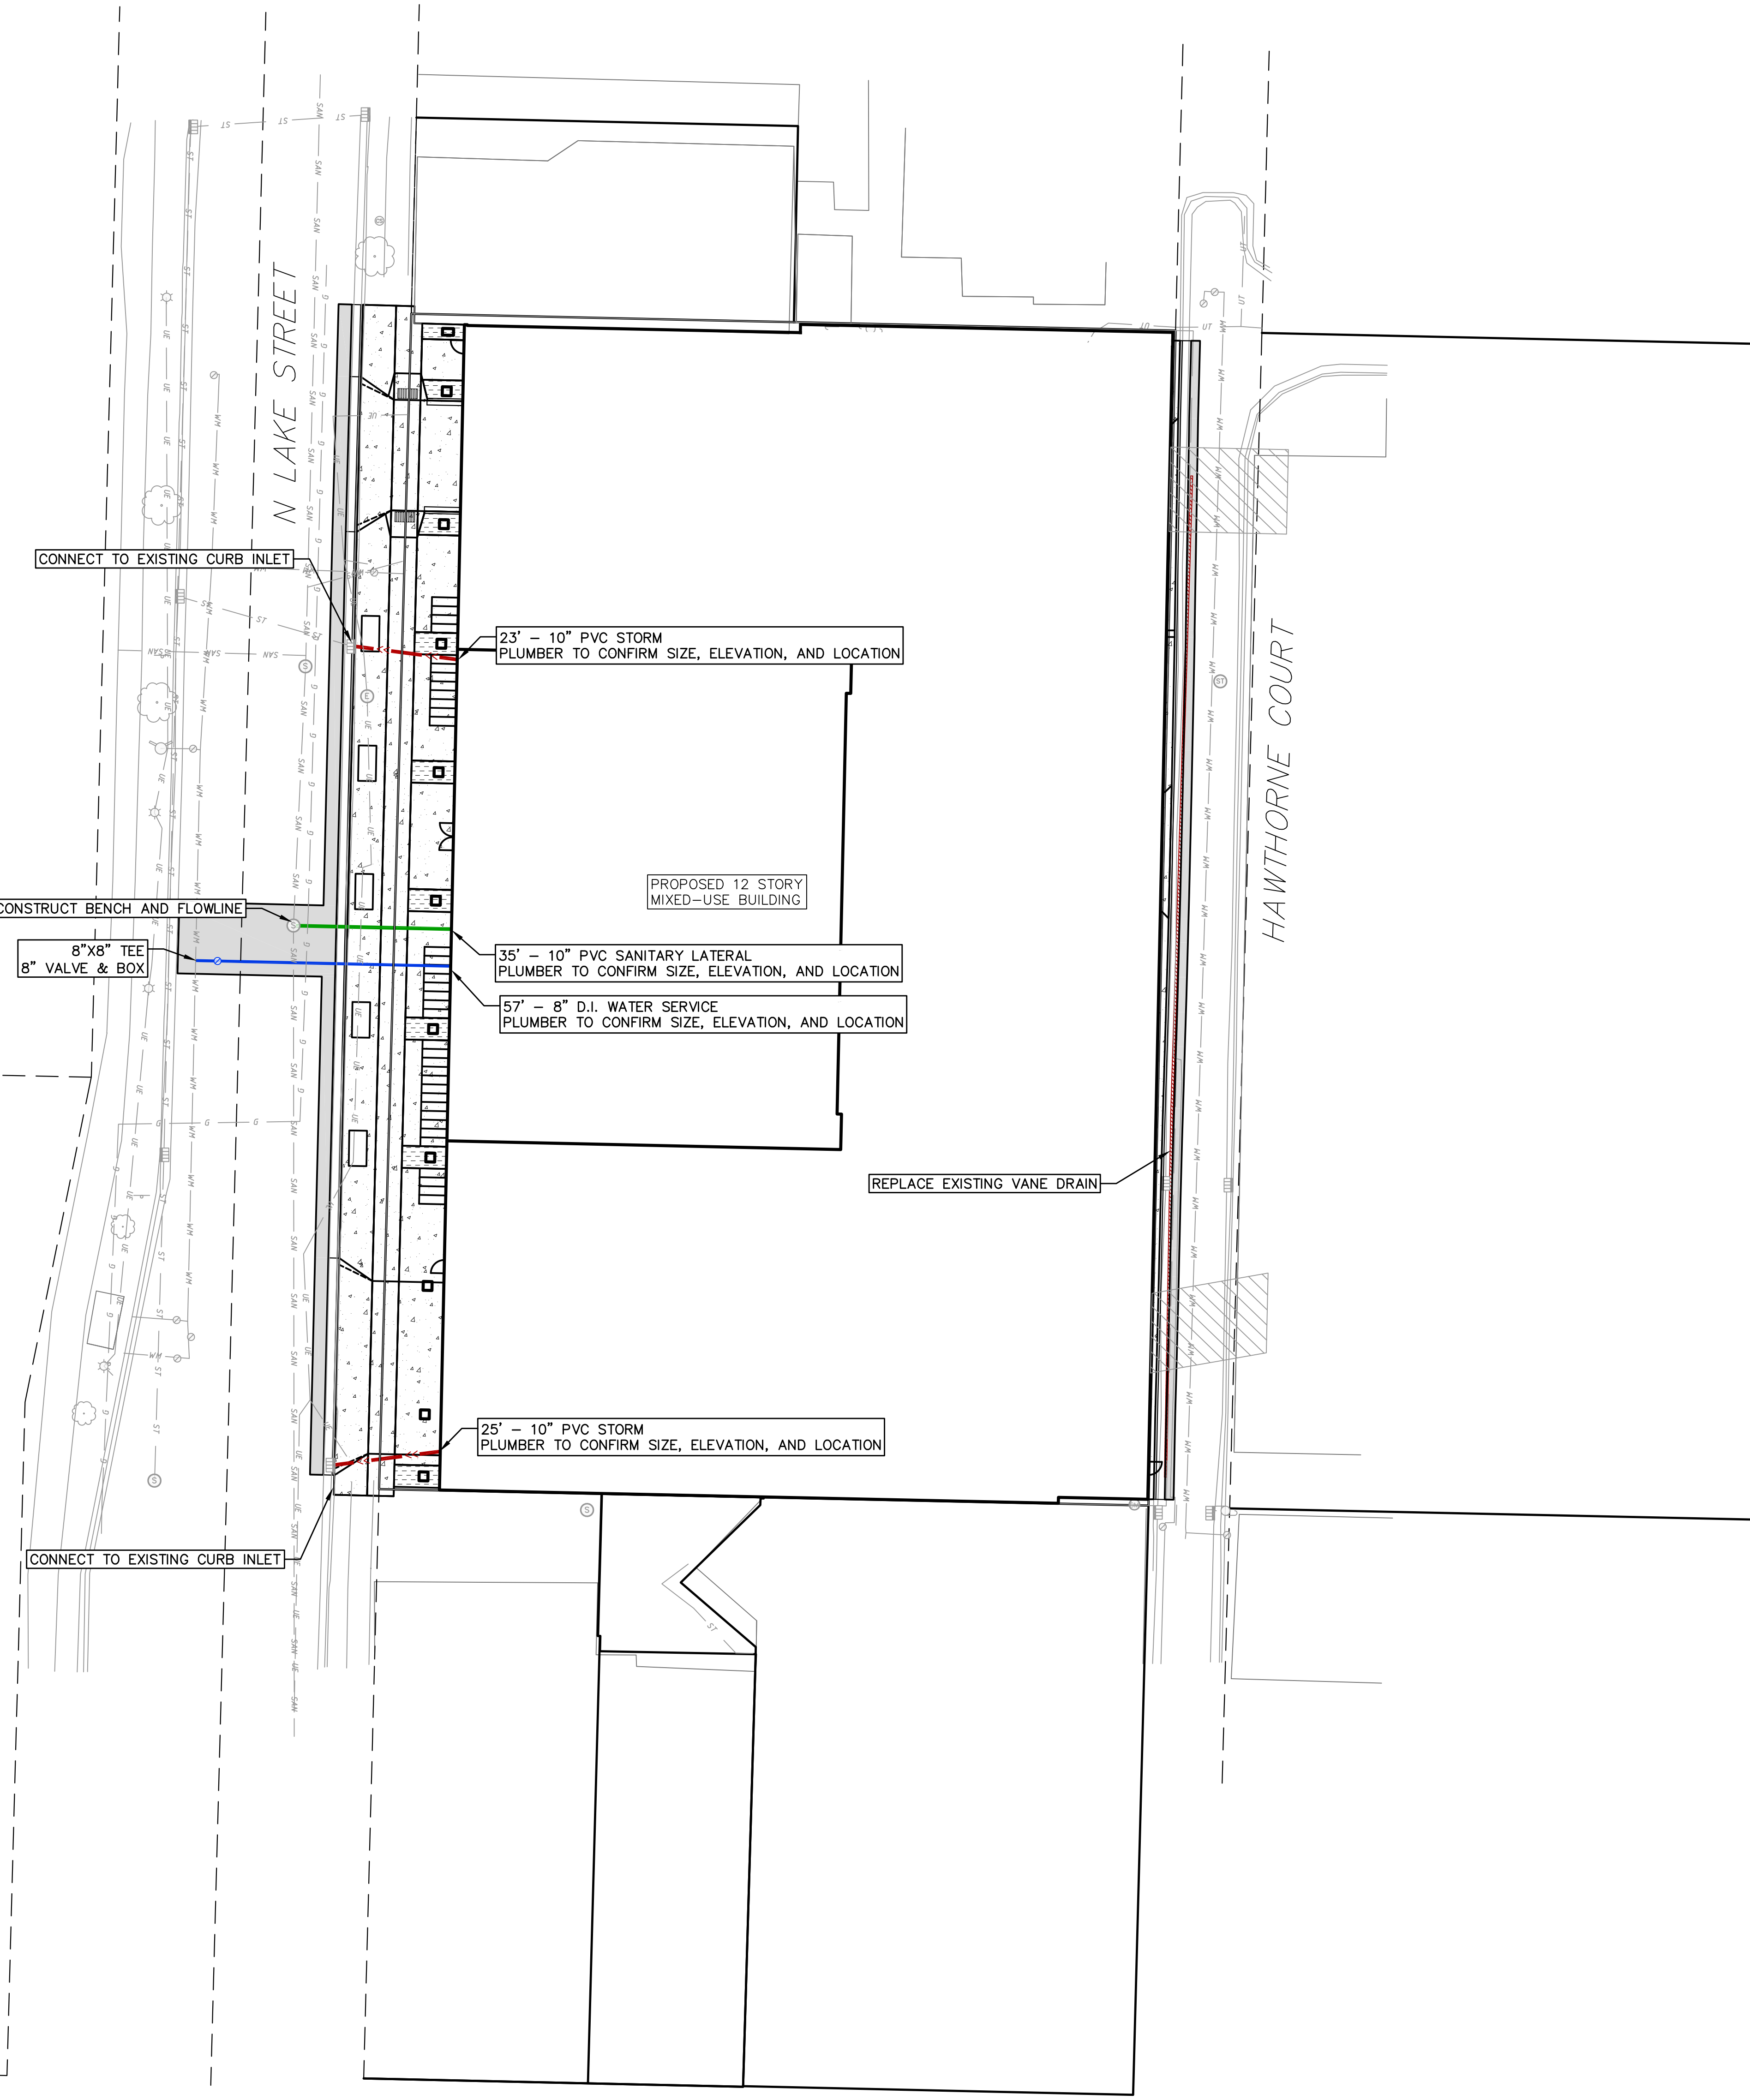 N LAKE STREET
HAWTHORNE COURT
CONNECT TO EXISTING CURB INLET
23' – 10" PVC STORM
PLUMBER TO CONFIRM SIZE, ELEVATION, AND LOCATION
PROPOSED 12 STORY
MIXED–USE BUILDING
CONSTRUCT BENCH AND FLOWLINE
8"X8" TEE
8" VALVE & BOX
35' – 10" PVC SANITARY LATERAL
PLUMBER TO CONFIRM SIZE, ELEVATION, AND LOCATION
57' – 8" D.I. WATER SERVICE
PLUMBER TO CONFIRM SIZE, ELEVATION, AND LOCATION
REPLACE EXISTING VANE DRAIN
25' – 10" PVC STORM
PLUMBER TO CONFIRM SIZE, ELEVATION, AND LOCATION
CONNECT TO EXISTING CURB INLET